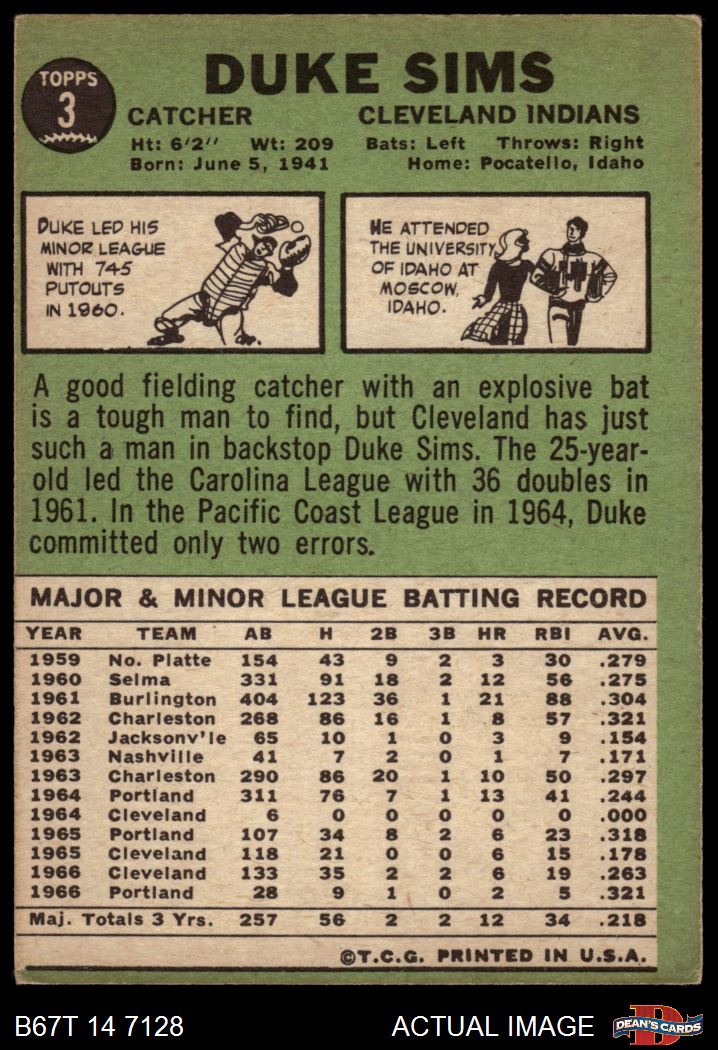 TOPPS
3
DUKE SIMS
CATCHER CLEVELAND INDIANS
Ht: 6'2" Wt: 209 Bats: Left Throws: Right
Born: June 5, 1941 Home: Pocatello, Idaho
DUKE LED HIS
MINOR LEAGUE
WITH 745
PUTOUTS
IN 1960.
HE ATTENDED
THE UNIVERSITY
OF IDAHO AT
MOSCOW,
IDAHO.
A good fielding catcher with an explosive bat
is a tough man to find, but Cleveland has just
such a man in backstop Duke Sims. The 25-year-
old led the Carolina League with 36 doubles in
1961. In the Pacific Coast League in 1964, Duke
committed only two errors.
MAJOR & MINOR LEAGUE BATTING RECORD
YEAR TEAM AB H 2B 3B HR RBI AVG.
1959 No. Platte 154 43 9 2 3 30 .279
1960 Selma 331 91 18 2 12 56 .275
1961 Burlington 404 123 36 1 21 88 .304
1962 Charleston 268 86 16 1 8 57 .321
1962 Jacksonv'le 65 10 1 0 3 9 .154
1963 Nashville 41 7 2 0 1 7 .171
1963 Charleston 290 86 20 1 10 50 .297
1964 Portland 311 76 7 1 13 41 .244
1964 Cleveland 6 0 0 0 0 0 .000
1965 Portland 107 34 8 2 6 23 .318
1965 Cleveland 118 21 0 0 6 15 .178
1966 Cleveland 133 35 2 2 6 19 .263
1966 Portland 28 9 1 0 2 5 .321
Maj. Totals 3 Yrs. 257 56 2 2 12 34 .218
©T.C.G. PRINTED IN U.S.A.
B67T 14 7128 ACTUAL IMAGE
D
DEAN'S CARDS